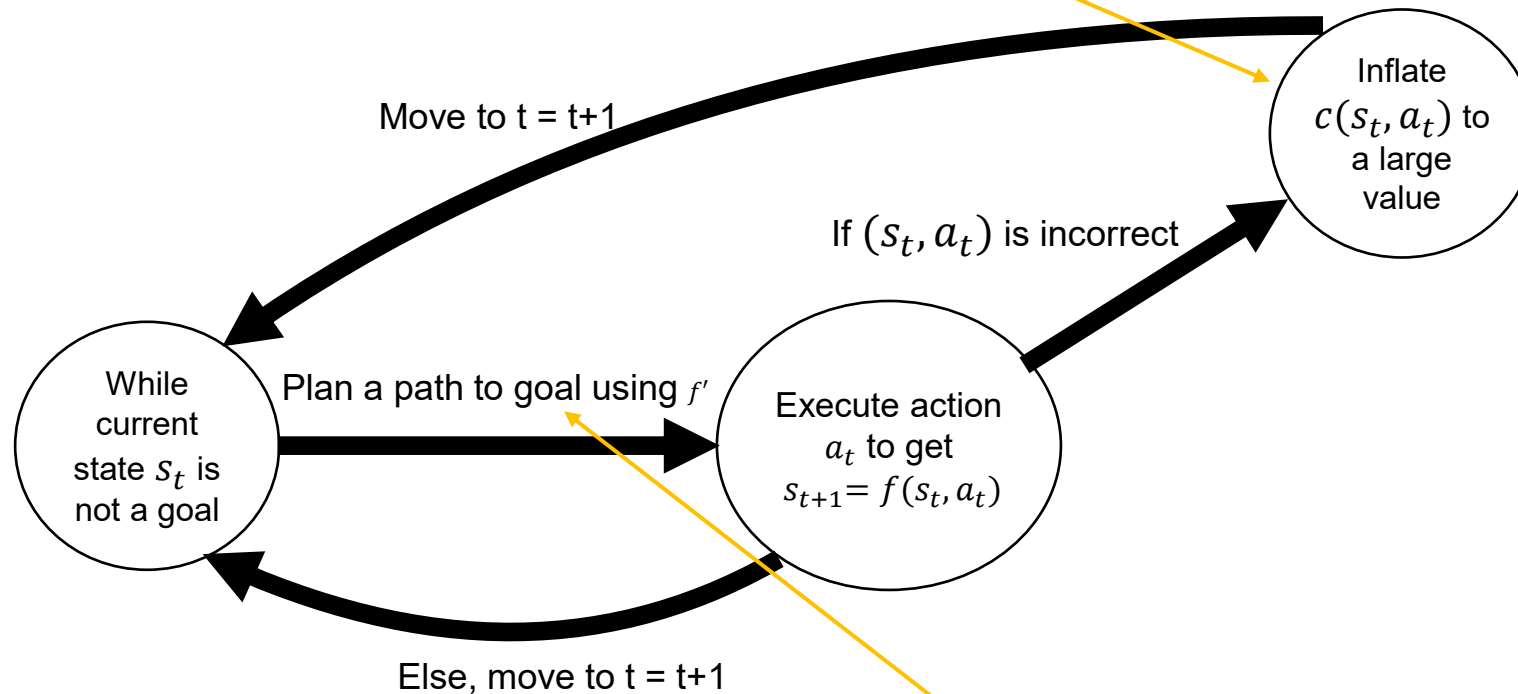 Inflate
c(s_t, a_t) to
a large
value
Move to t = t+1
If (s_t, a_t) is incorrect
While
current
state s_t is
not a goal
Plan a path to goal using f′
Execute action
a_t to get
s_{t+1}= f(s_t, a_t)
Else, move to t = t+1